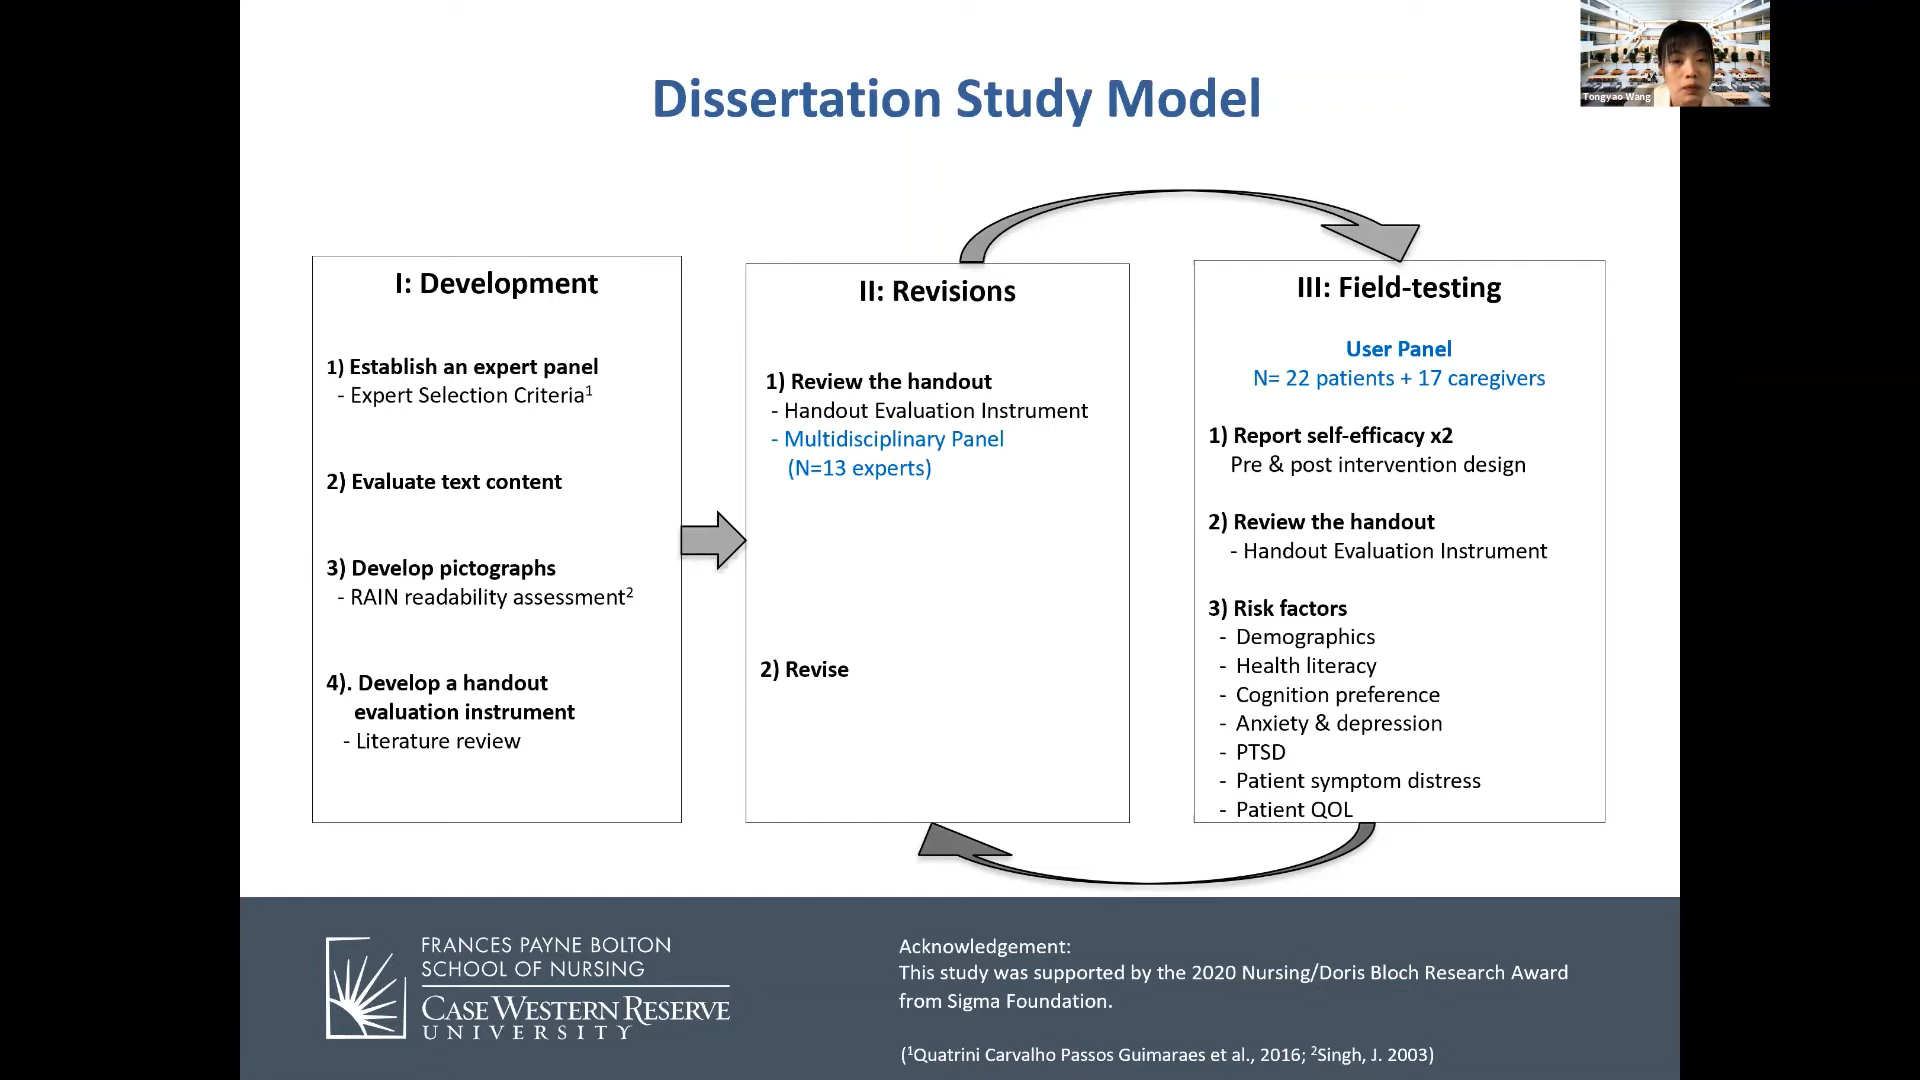 Tongyao Wang
Dissertation Study Model
I: Development
1) Establish an expert panel
- Expert Selection Criteria¹
2) Evaluate text content
3) Develop pictographs
- RAIN readability assessment²
4). Develop a handout
evaluation instrument
- Literature review
II: Revisions
1) Review the handout
- Handout Evaluation Instrument
- Multidisciplinary Panel
(N=13 experts)
2) Revise
III: Field-testing
User Panel
N= 22 patients + 17 caregivers
1) Report self-efficacy x2
Pre & post intervention design
2) Review the handout
- Handout Evaluation Instrument
3) Risk factors
- Demographics
- Health literacy
- Cognition preference
- Anxiety & depression
- PTSD
- Patient symptom distress
- Patient QOL
FRANCES PAYNE BOLTON
SCHOOL OF NURSING
CASE WESTERN RESERVE
UNIVERSITY
Acknowledgement:
This study was supported by the 2020 Nursing/Doris Bloch Research Award
from Sigma Foundation.
(¹Quatrini Carvalho Passos Guimaraes et al., 2016; ²Singh, J. 2003)